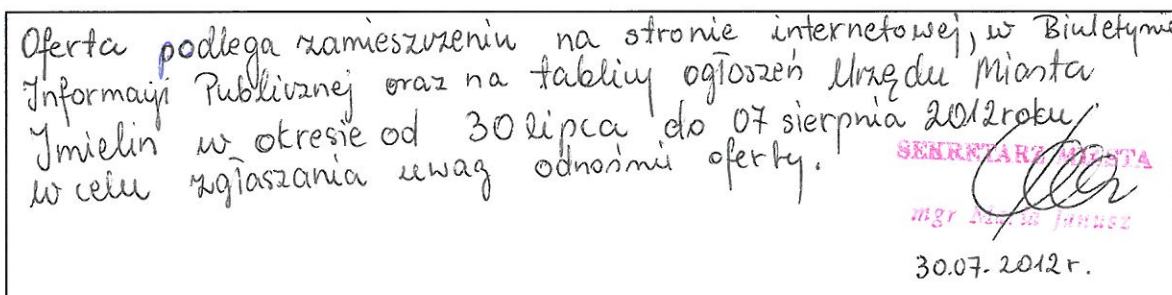 Oferta podlega zamieszczeniu na stronie internetowej, w Biuletynie
Informacji Publicznej oraz na tablicy ogłoszeń Urzędu Miasta
Imielin w okresie od 30 lipca do 07 sierpnia 2012 roku,
w celu zgłaszania uwag odnośnie oferty.
SEKRETARZ MIASTA
mgr Maria Janusz
30.07.2012 r.